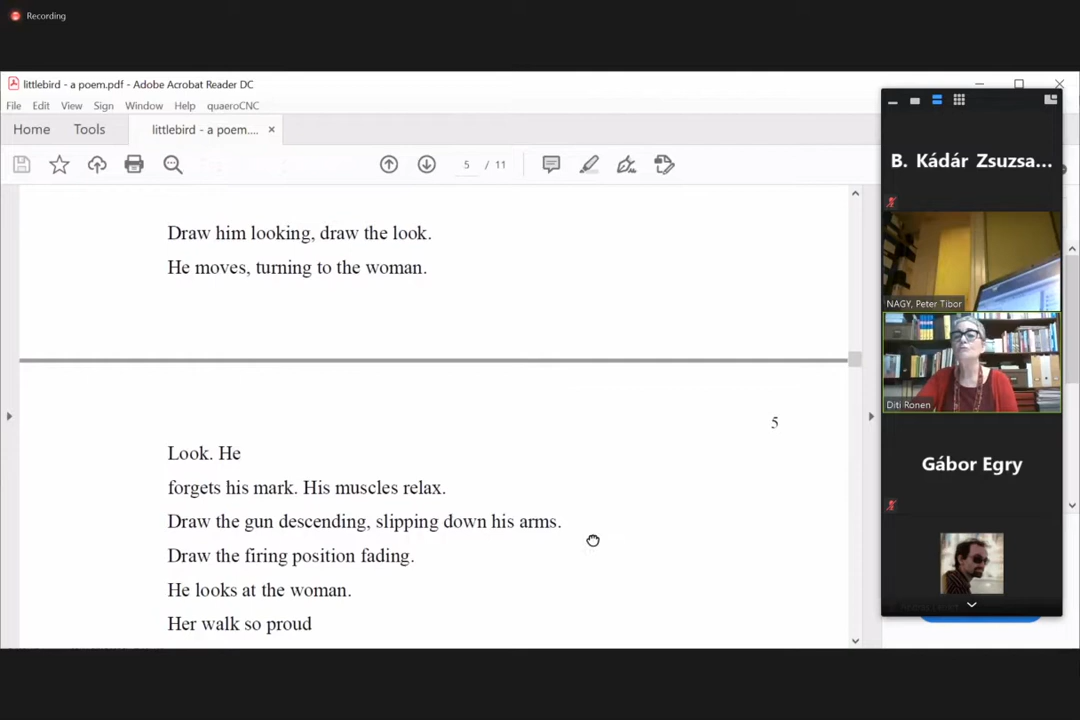 Recording
littlebird - a poem.pdf - Adobe Acrobat Reader DC
File Edit View Sign Window Help quaeroCNC
Home Tools littlebird - a poem.... ×
5 / 11
Draw him looking, draw the look.
He moves, turning to the woman.
5
Look. He
forgets his mark. His muscles relax.
Draw the gun descending, slipping down his arms.
Draw the firing position fading.
He looks at the woman.
Her walk so proud
B. Kádár Zsuzsa...
NAGY, Peter Tibor
Diti Ronen
Gábor Egry